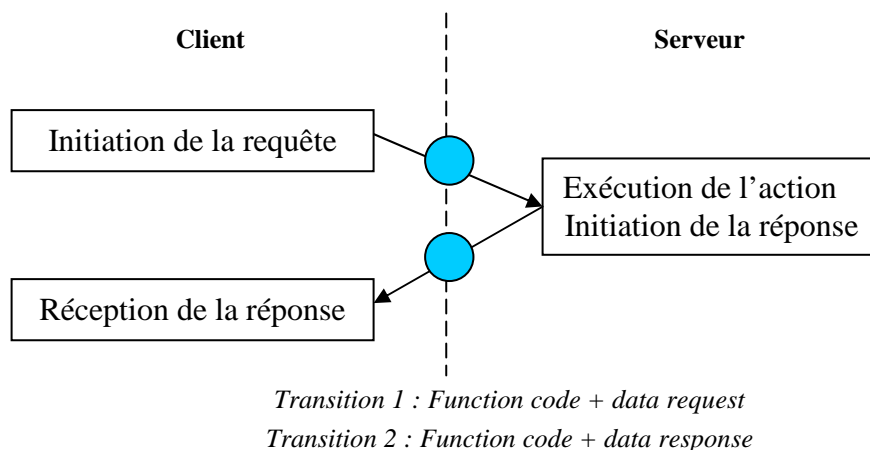 Client
Serveur
Initiation de la requête
Exécution de l’action
Initiation de la réponse
Réception de la réponse
Transition 1 : Function code + data request
Transition 2 : Function code + data response